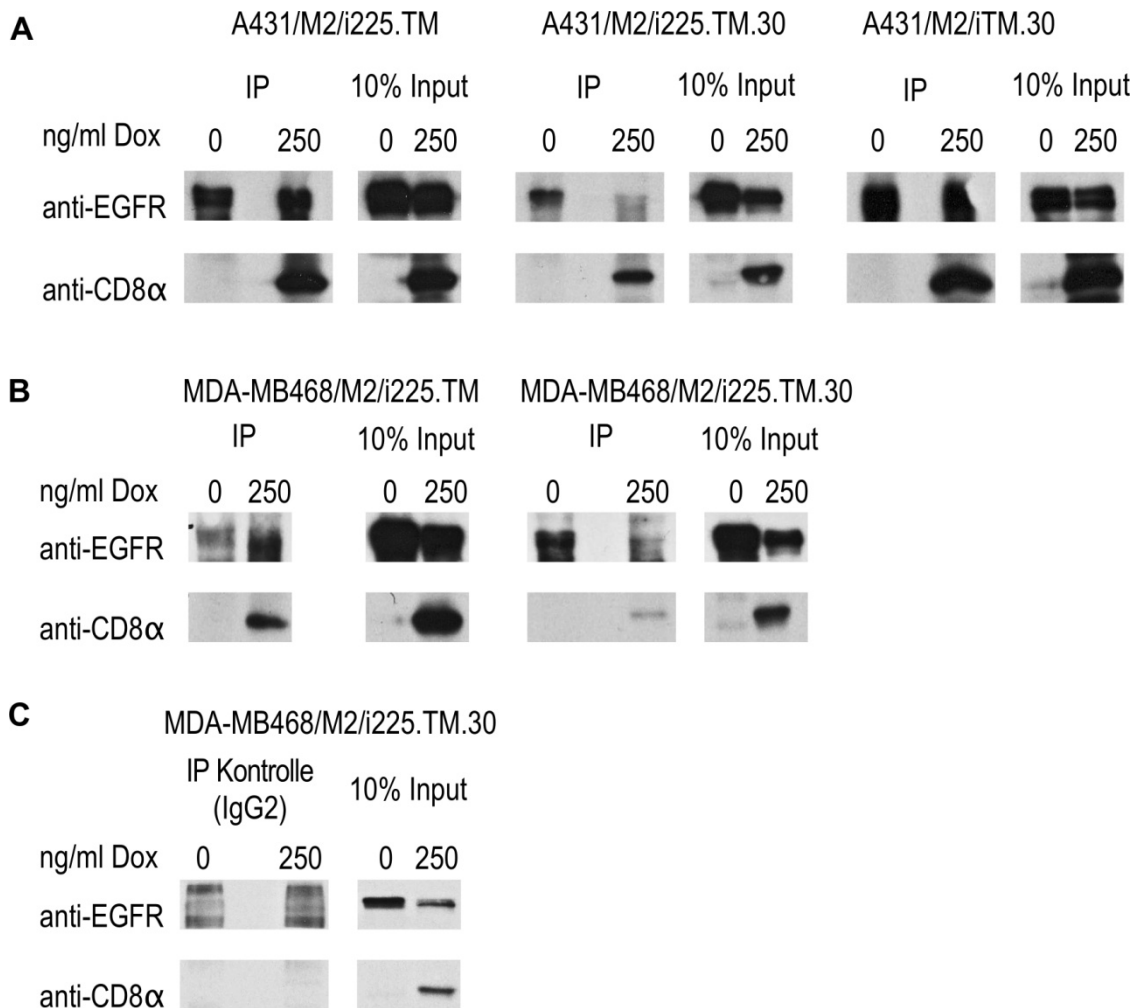 A
A431/M2/i225.TM A431/M2/i225.TM.30 A431/M2/iTM.30
IP 10% Input IP 10% Input IP 10% Input
ng/ml Dox 0 250 0 250 0 250 0 250 0 250 0 250
anti-EGFR
anti-CD8α
B
MDA-MB468/M2/i225.TM MDA-MB468/M2/i225.TM.30
IP 10% Input IP 10% Input
ng/ml Dox 0 250 0 250 0 250 0 250
anti-EGFR
anti-CD8α
C
MDA-MB468/M2/i225.TM.30
IP Kontrolle 10% Input
(IgG2)
ng/ml Dox 0 250 0 250
anti-EGFR
anti-CD8α